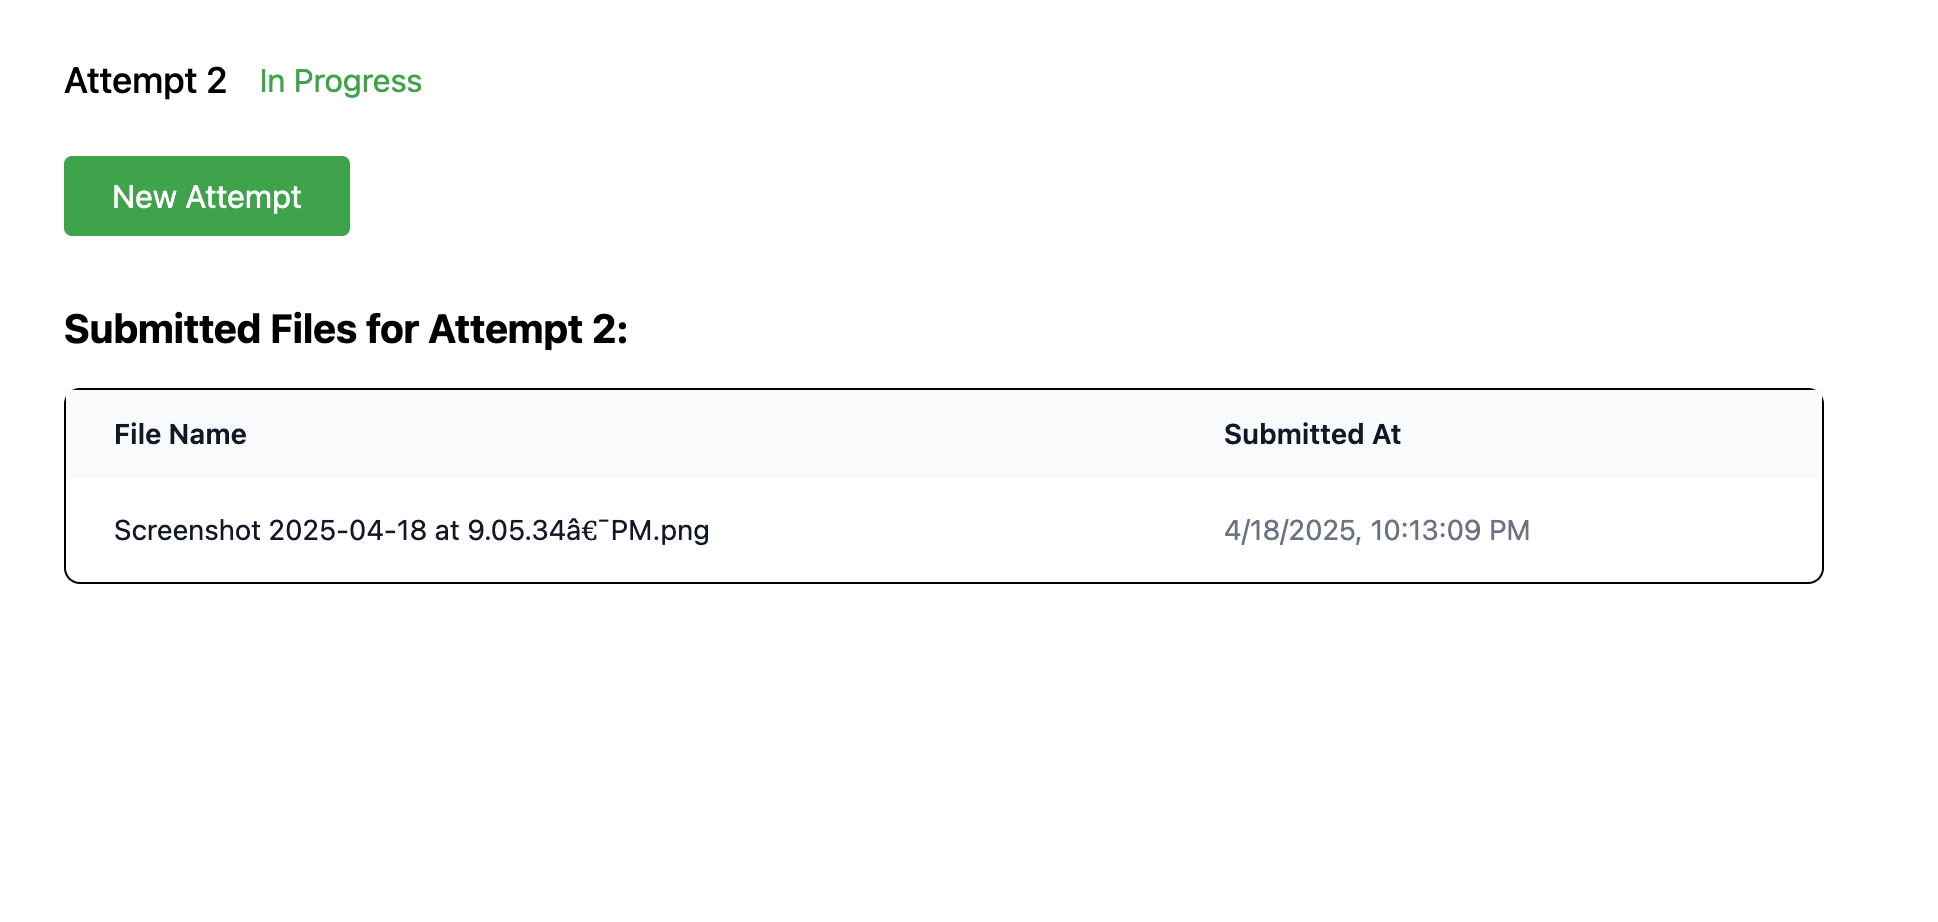 Attempt 2 In Progress
New Attempt
Submitted Files for Attempt 2:
File Name Submitted At
Screenshot 2025-04-18 at 9.05.34â€¯PM.png 4/18/2025, 10:13:09 PM